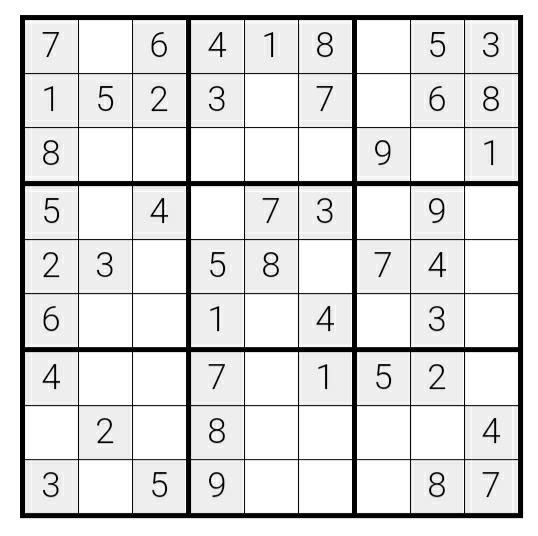 7 6 4 1 8 5 3
1 5 2 3 7 6 8
8 9 1
5 4 7 3 9
2 3 5 8 7 4
6 1 4 3
4 7 1 5 2
2 8 4
3 5 9 8 7